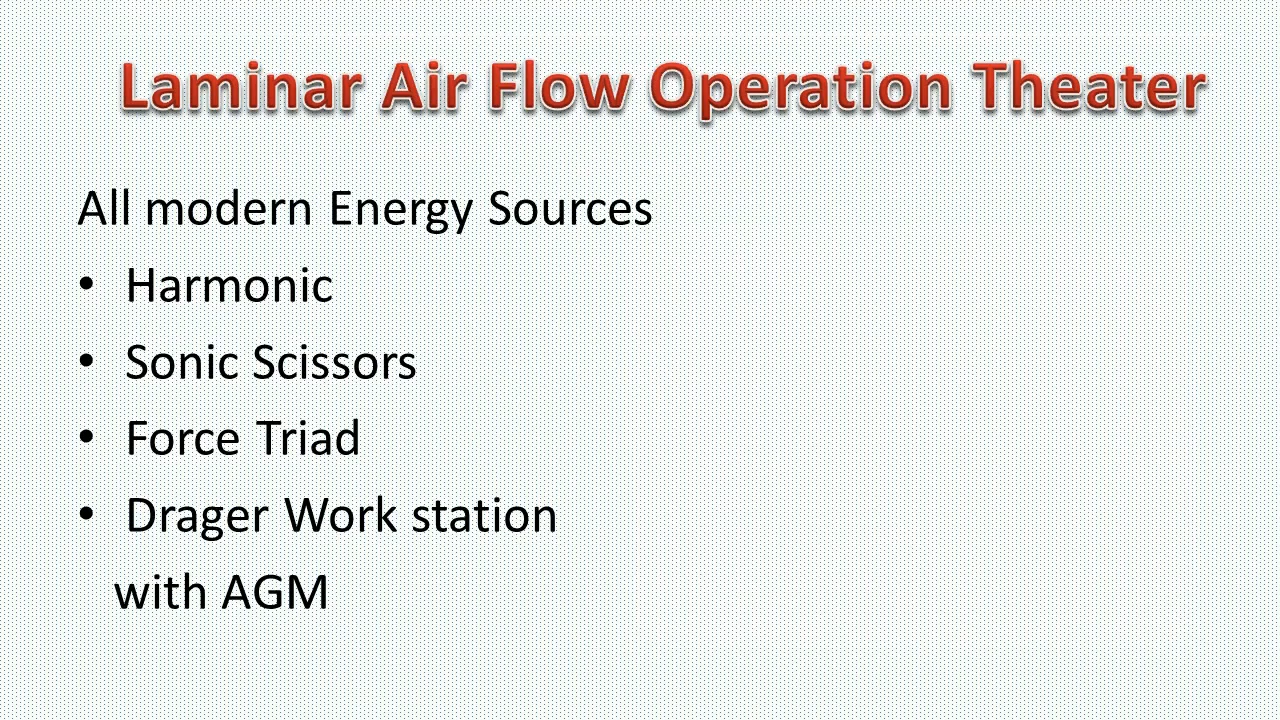 Laminar Air Flow Operation Theater
All modern Energy Sources
• Harmonic
• Sonic Scissors
• Force Triad
• Drager Work station
with AGM